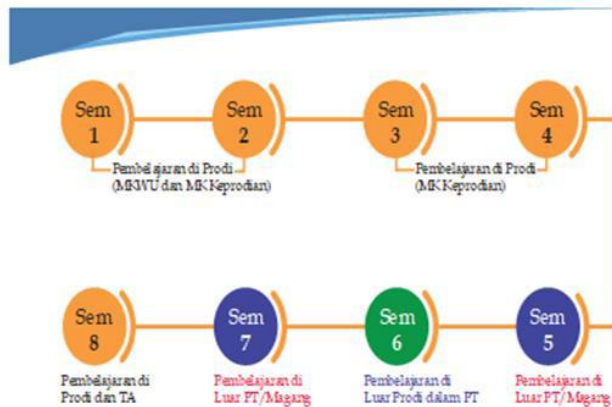 Sem
1
Sem
2
Sem
3
Sem
4
Pembelajaran di Prodi
(MKWU dan MK Keprodian)
Pembelajaran di Prodi
(MK Keprodian)
Sem
8
Sem
7
Sem
6
Sem
5
Pembelajaran di
Prodi dan TA
Pembelajaran di
Luar PT/Magang
Pembelajaran di
Luar Prodi dalam PT
Pembelajaran di
Luar PT/Magang